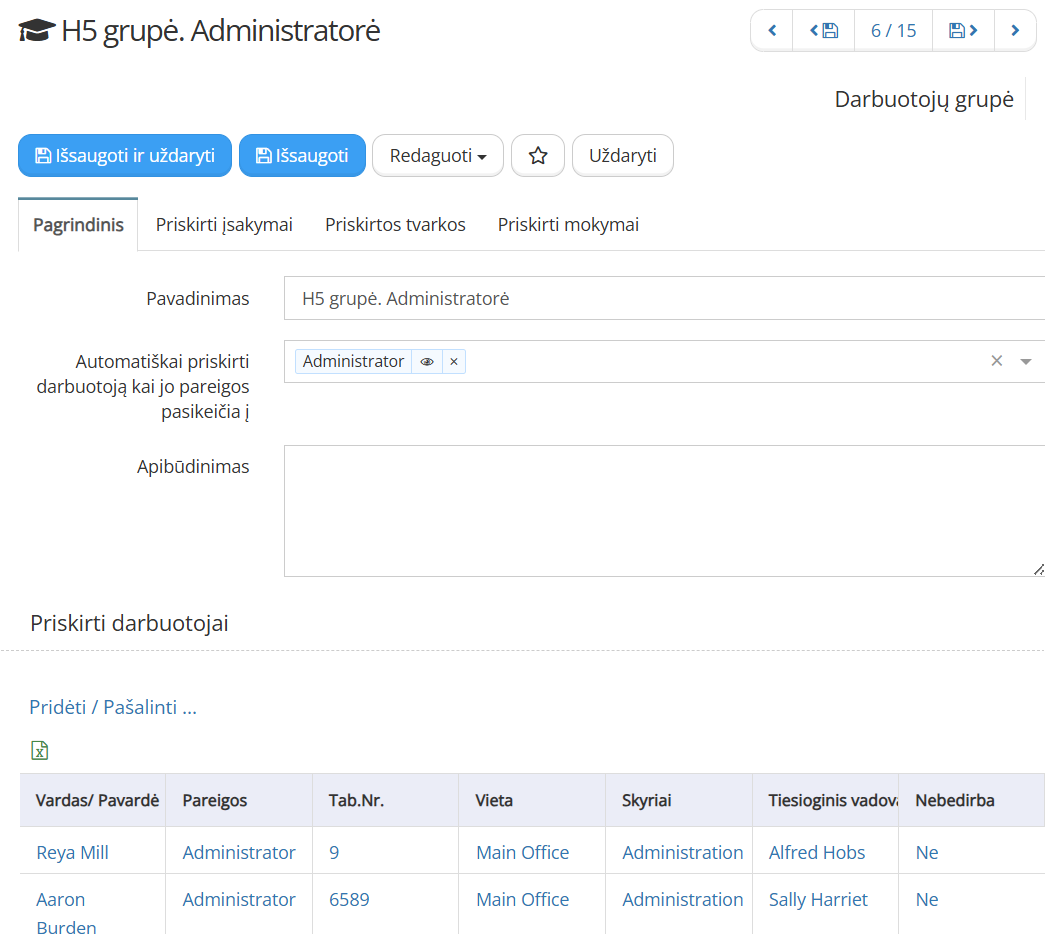 H5 grupė. Administratorė
6 / 15
Darbuotojų grupė
Išsaugoti ir uždaryti Išsaugoti Redaguoti Uždaryti
Pagrindinis Priskirti įsakymai Priskirtos tvarkos Priskirti mokymai
Pavadinimas H5 grupė. Administratorė
Automatiškai priskirti Administrator
darbuotoją kai jo pareigos
pasikeičia į
Apibūdinimas
Priskirti darbuotojai
Pridėti / Pašalinti ...
Vardas/ Pavardė Pareigos Tab.Nr. Vieta Skyriai Tiesioginis vadova Nebedirba
Reya Mill Administrator 9 Main Office Administration Alfred Hobs Ne
Aaron Administrator 6589 Main Office Administration Sally Harriet Ne
Burden